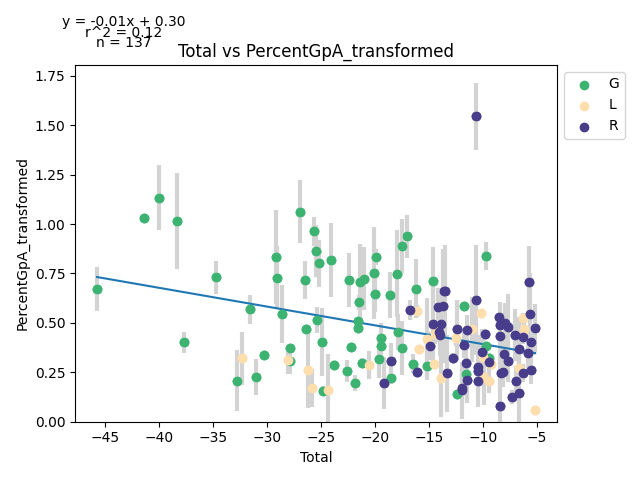 y = -0.01x + 0.30
r^2 = 0.12
n = 137
Total vs PercentGpA_transformed
G
L
R
PercentGpA_transformed
1.75
1.50
1.25
1.00
0.75
0.50
0.25
0.00
−45 −40 −35 −30 −25 −20 −15 −10 −5
Total